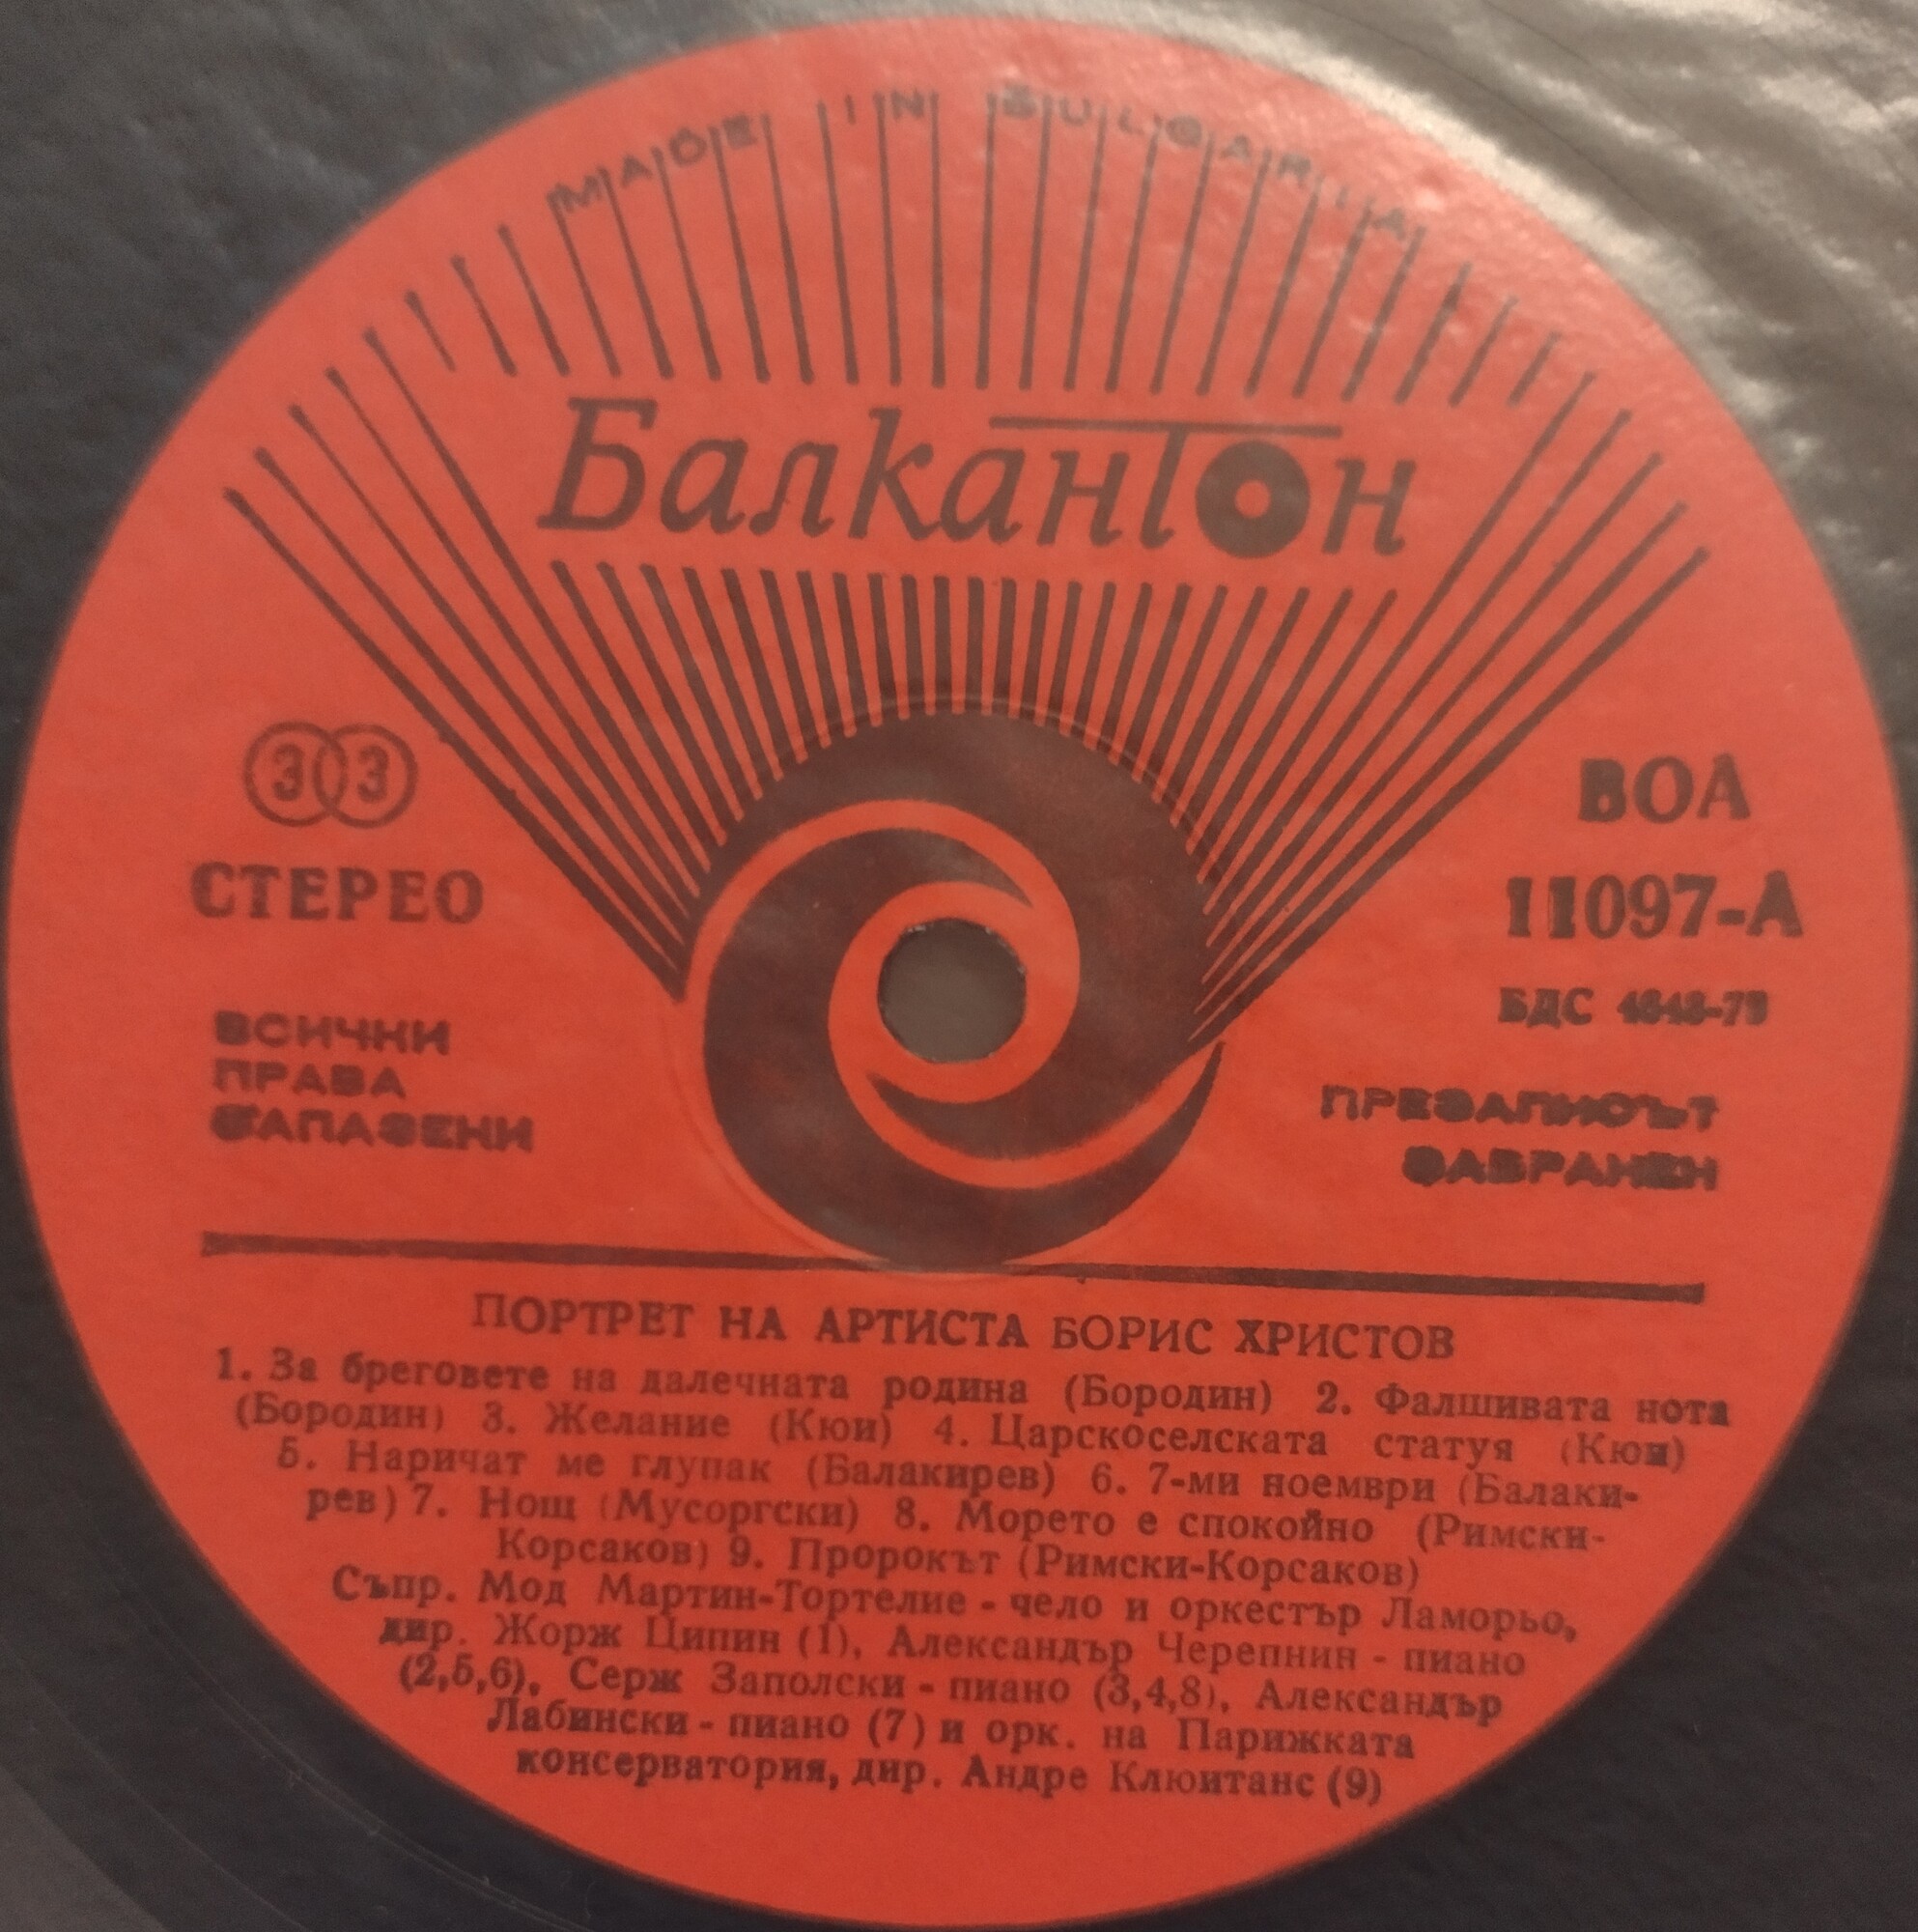 MADE IN BULGARIA
Балкантон
33
СТЕРЕО
ВСИЧКИ
ПРАВА
ЗАПАЗЕНИ
ВОА
11097-А
БДС
ПРЕЗАПИСЪТ
ЗАБРАНЕН
ПОРТРЕТ НА АРТИСТА БОРИС ХРИСТОВ
1. За бреговете на далечната родина (Бородин) 2. Фалшивата нота
(Бородин) 3. Желание (Кюи) 4. Царскоселската статуя (Кюи)
5. Наричат ме глупак (Балакирев) 6. 7-ми ноември (Балаки-
рев) 7. Нощ (Мусоргски) 8. Морето е спокойно (Римски-
Корсаков) 9. Пророкът (Римски-Корсаков)
Съпр. Мод Мартин-Тортелие - чело и оркестър Ламорьо,
дир. Жорж Ципин (1), Александър Черепнин - пиано
(2,5,6), Серж Заполски - пиано (3,4,8), Александър
Лабински - пиано (7) и орк. на Парижката
консерватория, дир. Андре Клюитанс (9)